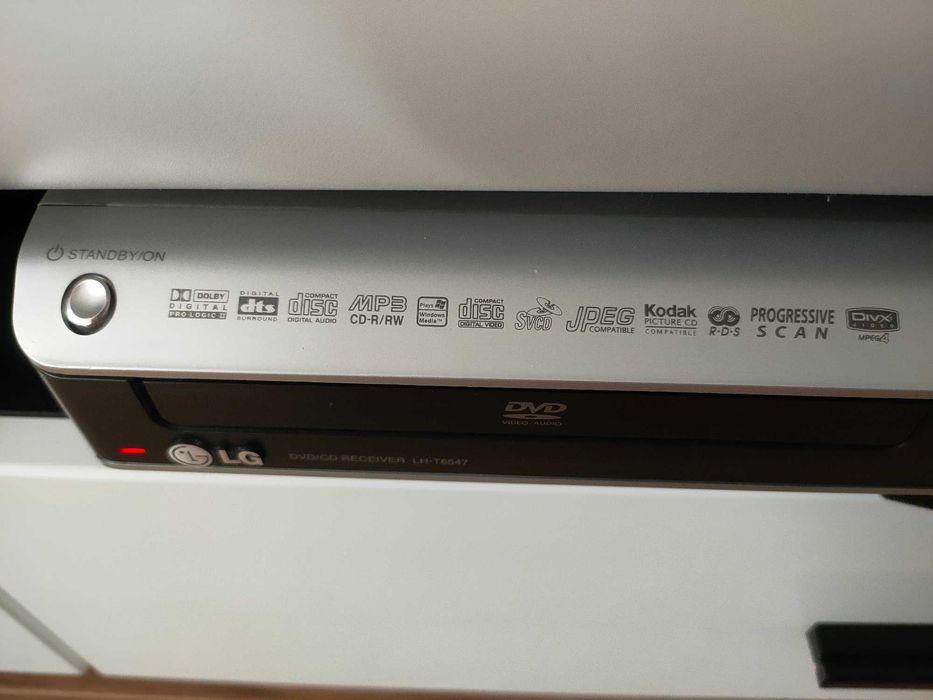 STANDBY/ON
DOLBY
DIGITAL
PRO LOGIC II
DIGITAL
dts
SURROUND
COMPACT
disc
DIGITAL AUDIO
MP3
CD-R/RW
Plays
Windows
Media™
COMPACT
disc
DIGITAL VIDEO
SVCD
JPEG
COMPATIBLE
Kodak
PICTURE CD
COMPATIBLE
R·D·S
PROGRESSIVE
SCAN
DivX
VIDEO
MPEG4
DVD
VIDEO/AUDIO
LG
DVD/CD RECEIVER LH-T6547